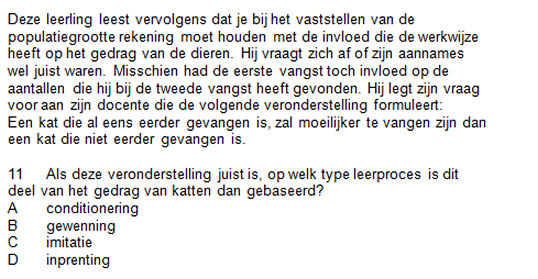 Deze leerling leest vervolgens dat je bij het vaststellen van de
populatiegrootte rekening moet houden met de invloed die de werkwijze
heeft op het gedrag van de dieren. Hij vraagt zich af of zijn aannames
wel juist waren. Misschien had de eerste vangst toch invloed op de
aantallen die hij bij de tweede vangst heeft gevonden. Hij legt zijn vraag
voor aan zijn docente die de volgende veronderstelling formuleert:
Een kat die al eens eerder gevangen is, zal moeilijker te vangen zijn dan
een kat die niet eerder gevangen is.
11 Als deze veronderstelling juist is, op welk type leerproces is dit
deel van het gedrag van katten dan gebaseerd?
A conditionering
B gewenning
C imitatie
D inprenting